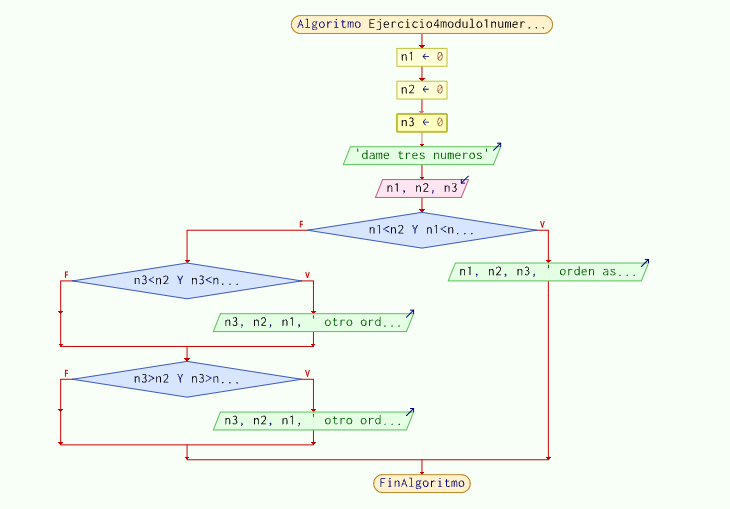 Algoritmo Ejercicio4modulo1numer...
n1 ← 0
n2 ← 0
n3 ← 0
'dame tres numeros'
n1, n2, n3
n1<n2 Y n1<n...
F
V
n1, n2, n3, ' orden as...
n3<n2 Y n3<n...
F
V
n3, n2, n1, ' otro ord...
n3>n2 Y n3>n...
F
V
n3, n2, n1, ' otro ord...
FinAlgoritmo